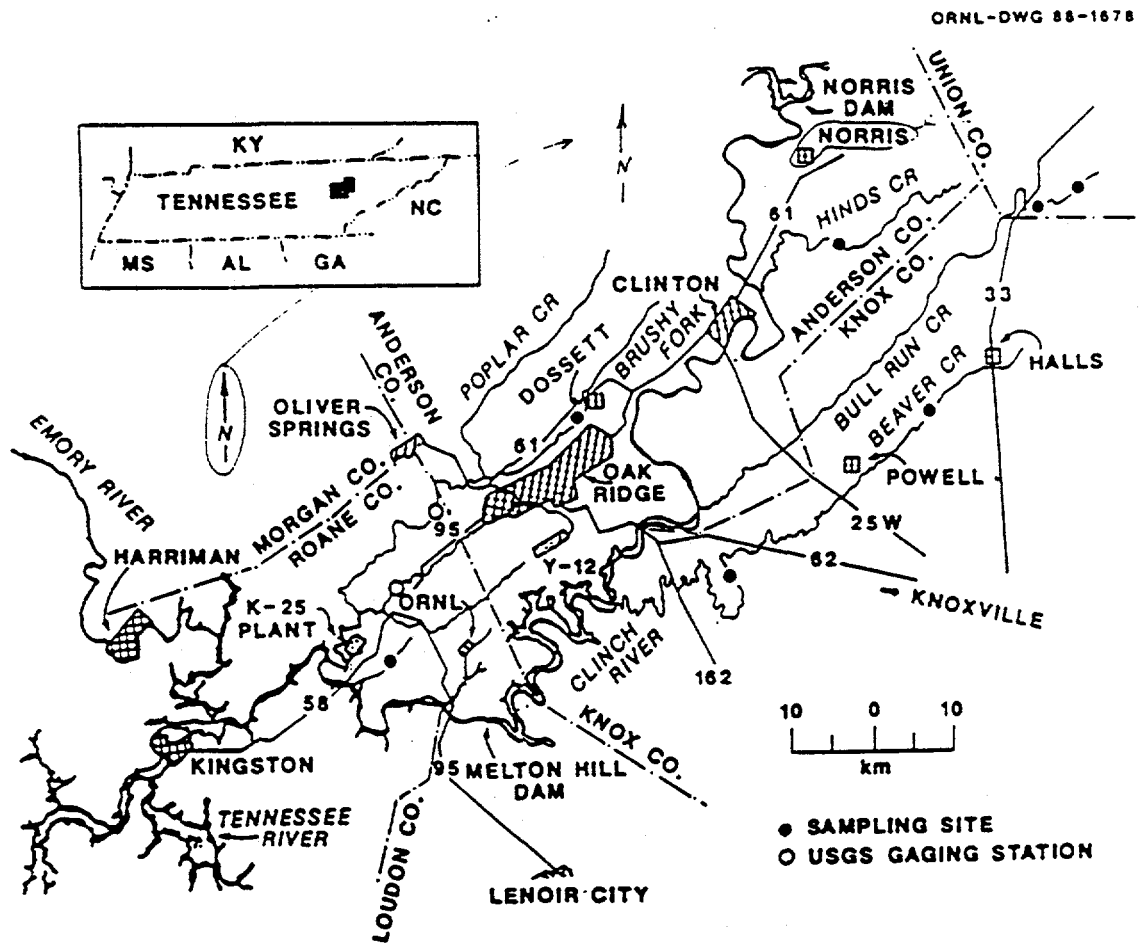 ORNL-DWG 88-1678
KY
TENNESSEE
NC
MS
AL
GA
N
N
NORRIS
DAM
NORRIS
UNION CO.
61
HINDS CR
ANDERSON CO.
KNOX CO.
33
HALLS
CLINTON
BRUSHY
FORK
DOSSETT
POPLAR CR
ANDERSON
CO.
OLIVER
SPRINGS
61
OAK
RIDGE
BULL RUN CR
BEAVER CR
POWELL
25W
62
KNOXVILLE
EMORY RIVER
MORGAN CO.
ROANE CO.
95
HARRIMAN
Y-12
ORNL
K-25
PLANT
CLINCH
RIVER
162
58
KINGSTON
95
MELTON HILL
DAM
KNOX CO.
TENNESSEE
RIVER
LOUDON CO.
LENOIR CITY
10
0
10
km
SAMPLING SITE
USGS GAGING STATION